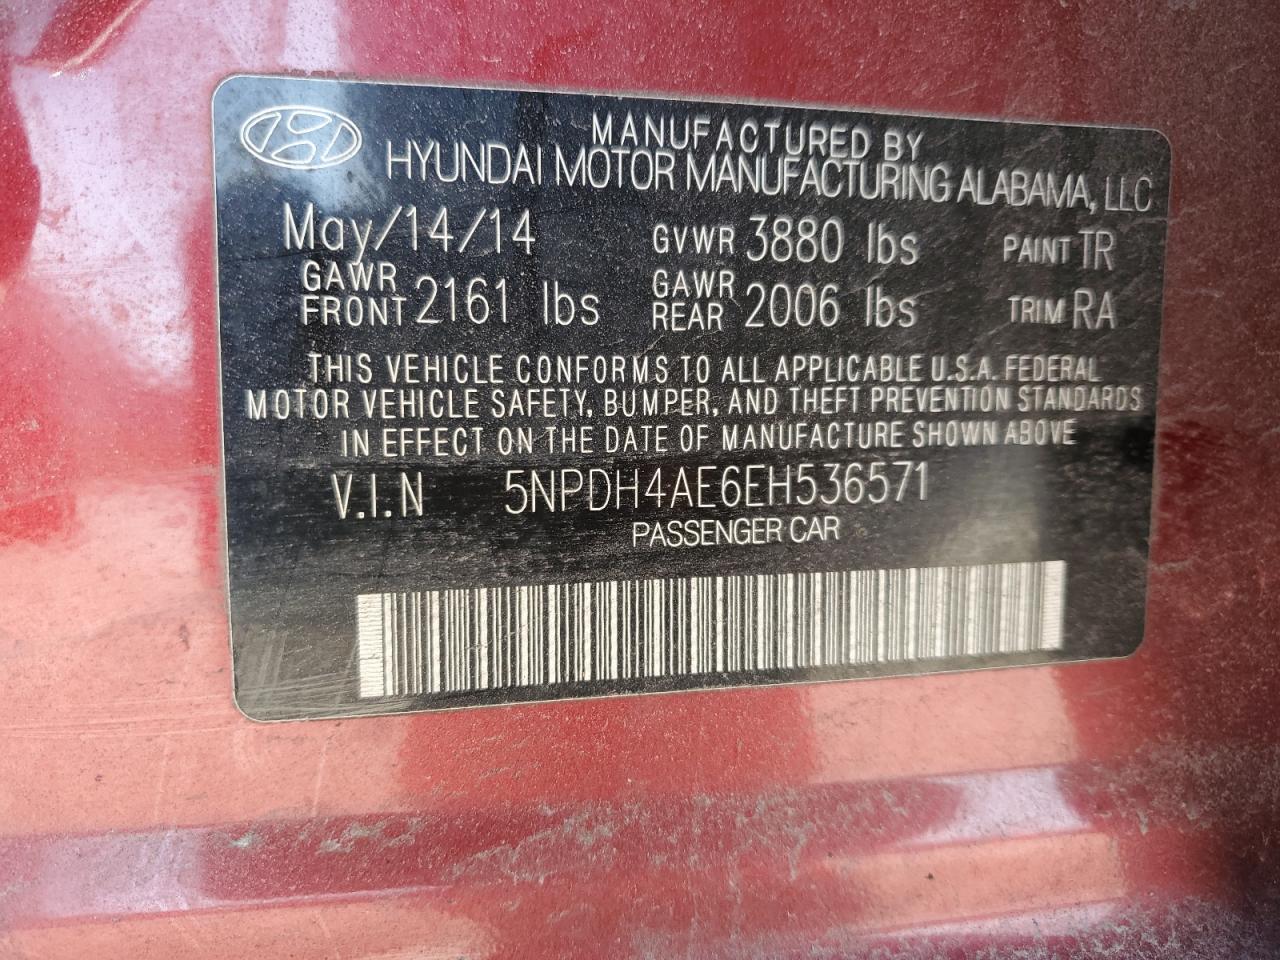 MANUFACTURED BY
HYUNDAI MOTOR MANUFACTURING ALABAMA, LLC
May/14/14 GVWR 3880 lbs PAINT TR
GAWR FRONT 2161 lbs GAWR REAR 2006 lbs TRIM RA
THIS VEHICLE CONFORMS TO ALL APPLICABLE U.S.A. FEDERAL
MOTOR VEHICLE SAFETY, BUMPER, AND THEFT PREVENTION STANDARDS
IN EFFECT ON THE DATE OF MANUFACTURE SHOWN ABOVE
V.I.N 5NPDH4AE6EH536571
PASSENGER CAR